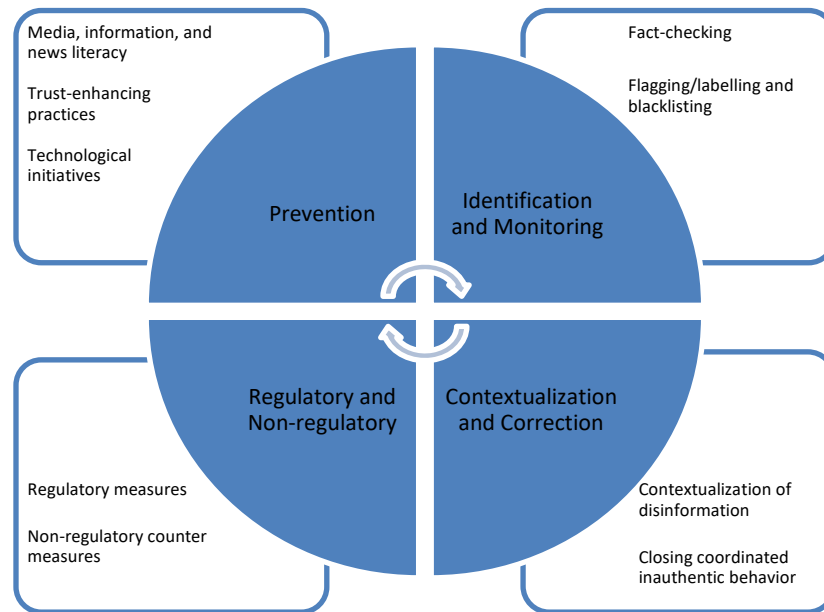 Media, information, and
news literacy
Trust-enhancing
practices
Technological
initiatives
Fact-checking
Flagging/labelling and
blacklisting
Prevention
Identification
and Monitoring
Regulatory and
Non-regulatory
Contextualization
and Correction
Regulatory measures
Non-regulatory counter
measures
Contextualization of
disinformation
Closing coordinated
inauthentic behavior